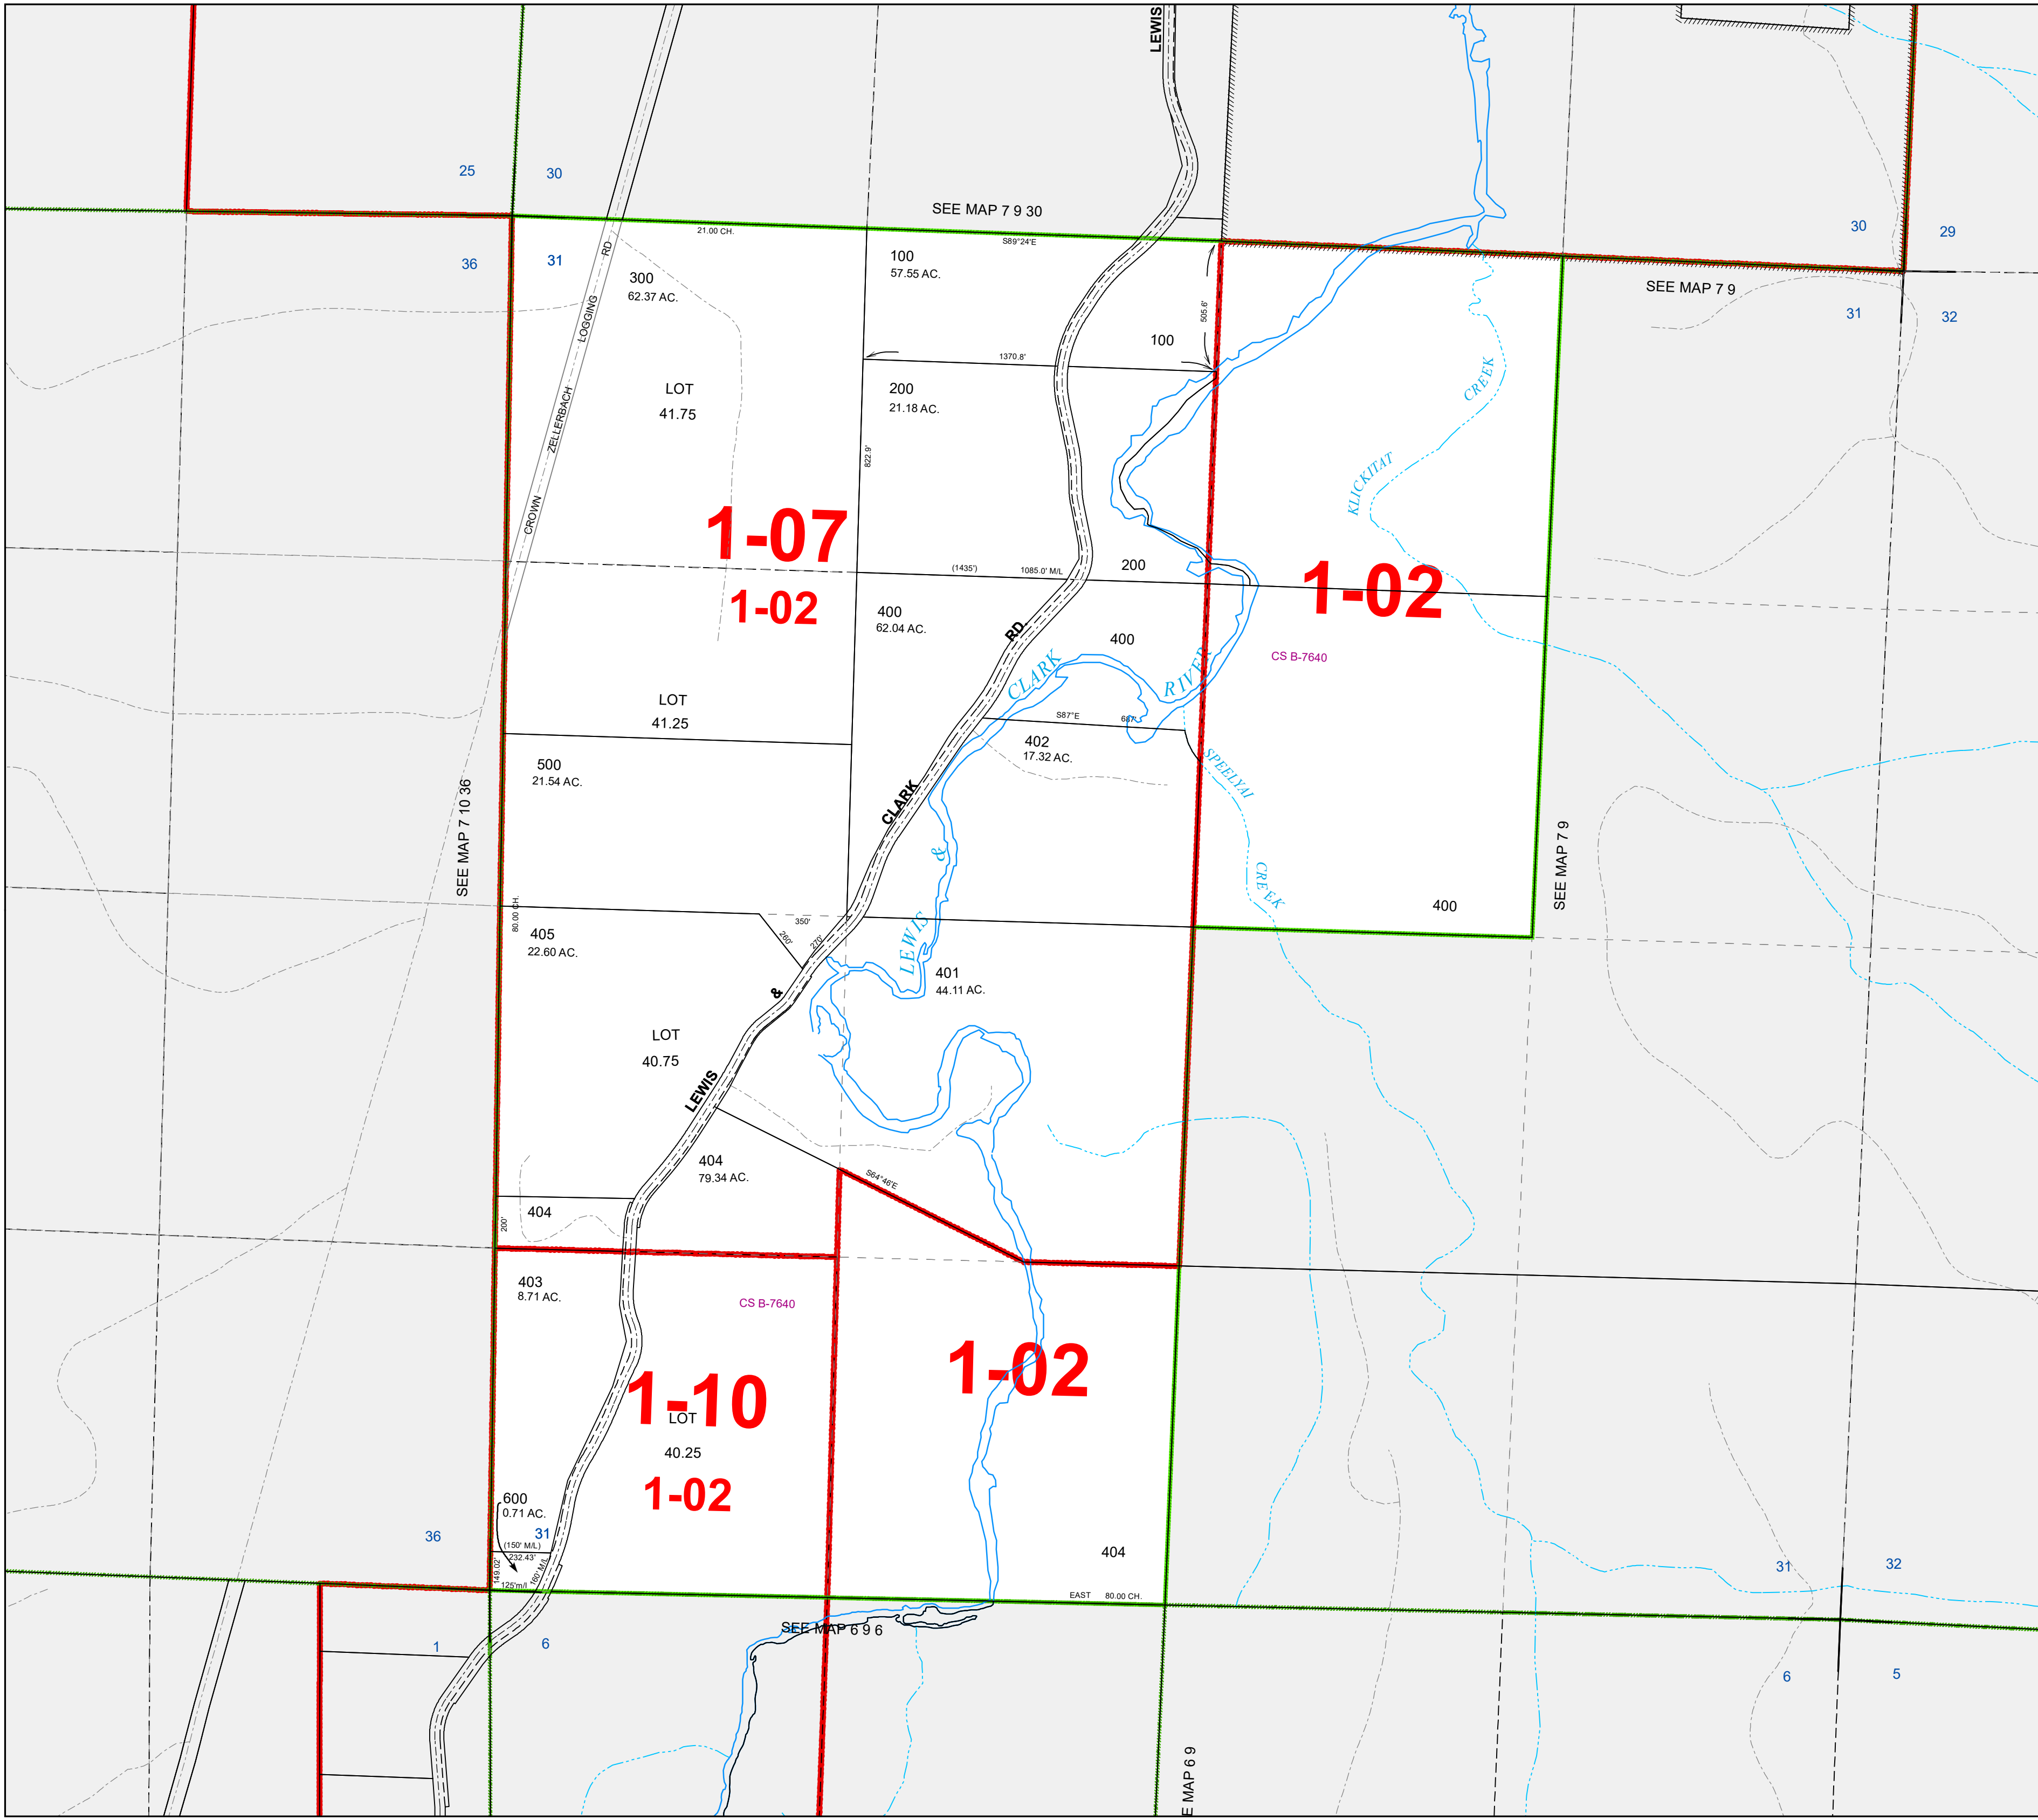 LEWIS
25
30
SEE MAP 7 9 30
30
29
36
31
21.00 CH.
S89°24'E
RD
300
62.37 AC.
100
57.55 AC.
SEE MAP 7 9
31
32
505.6'
LOGGING
100
1370.8'
LOT
41.75
200
21.18 AC.
CREEK
ZELLERBACH
822.9'
KLICKITAT
CROWN
1-07
1-02
(1435')
1085.0' M/L
200
1-02
400
62.04 AC.
RD.
400
CS B-7640
CLARK
RIVER
LOT
41.25
S87°E
687'
402
17.32 AC.
500
21.54 AC.
SPEELYAI
CLARK
SEE MAP 7 10 36
SEE MAP 7 9
&
CREEK
400
80.00 CH.
350'
260'
270'
LEWIS
405
22.60 AC.
401
44.11 AC.
&
LOT
40.75
LEWIS
404
79.34 AC.
S64°46'E
404
200'
403
8.71 AC.
CS B-7640
1-02
1-10
LOT
40.25
1-02
600
0.71 AC.
36
31
(150' M/L)
232.43'
149.02'
160' M/L
125'm/l
404
31
32
EAST 80.00 CH.
SEE MAP 6 9 6
1
6
6
5
E MAP 6 9